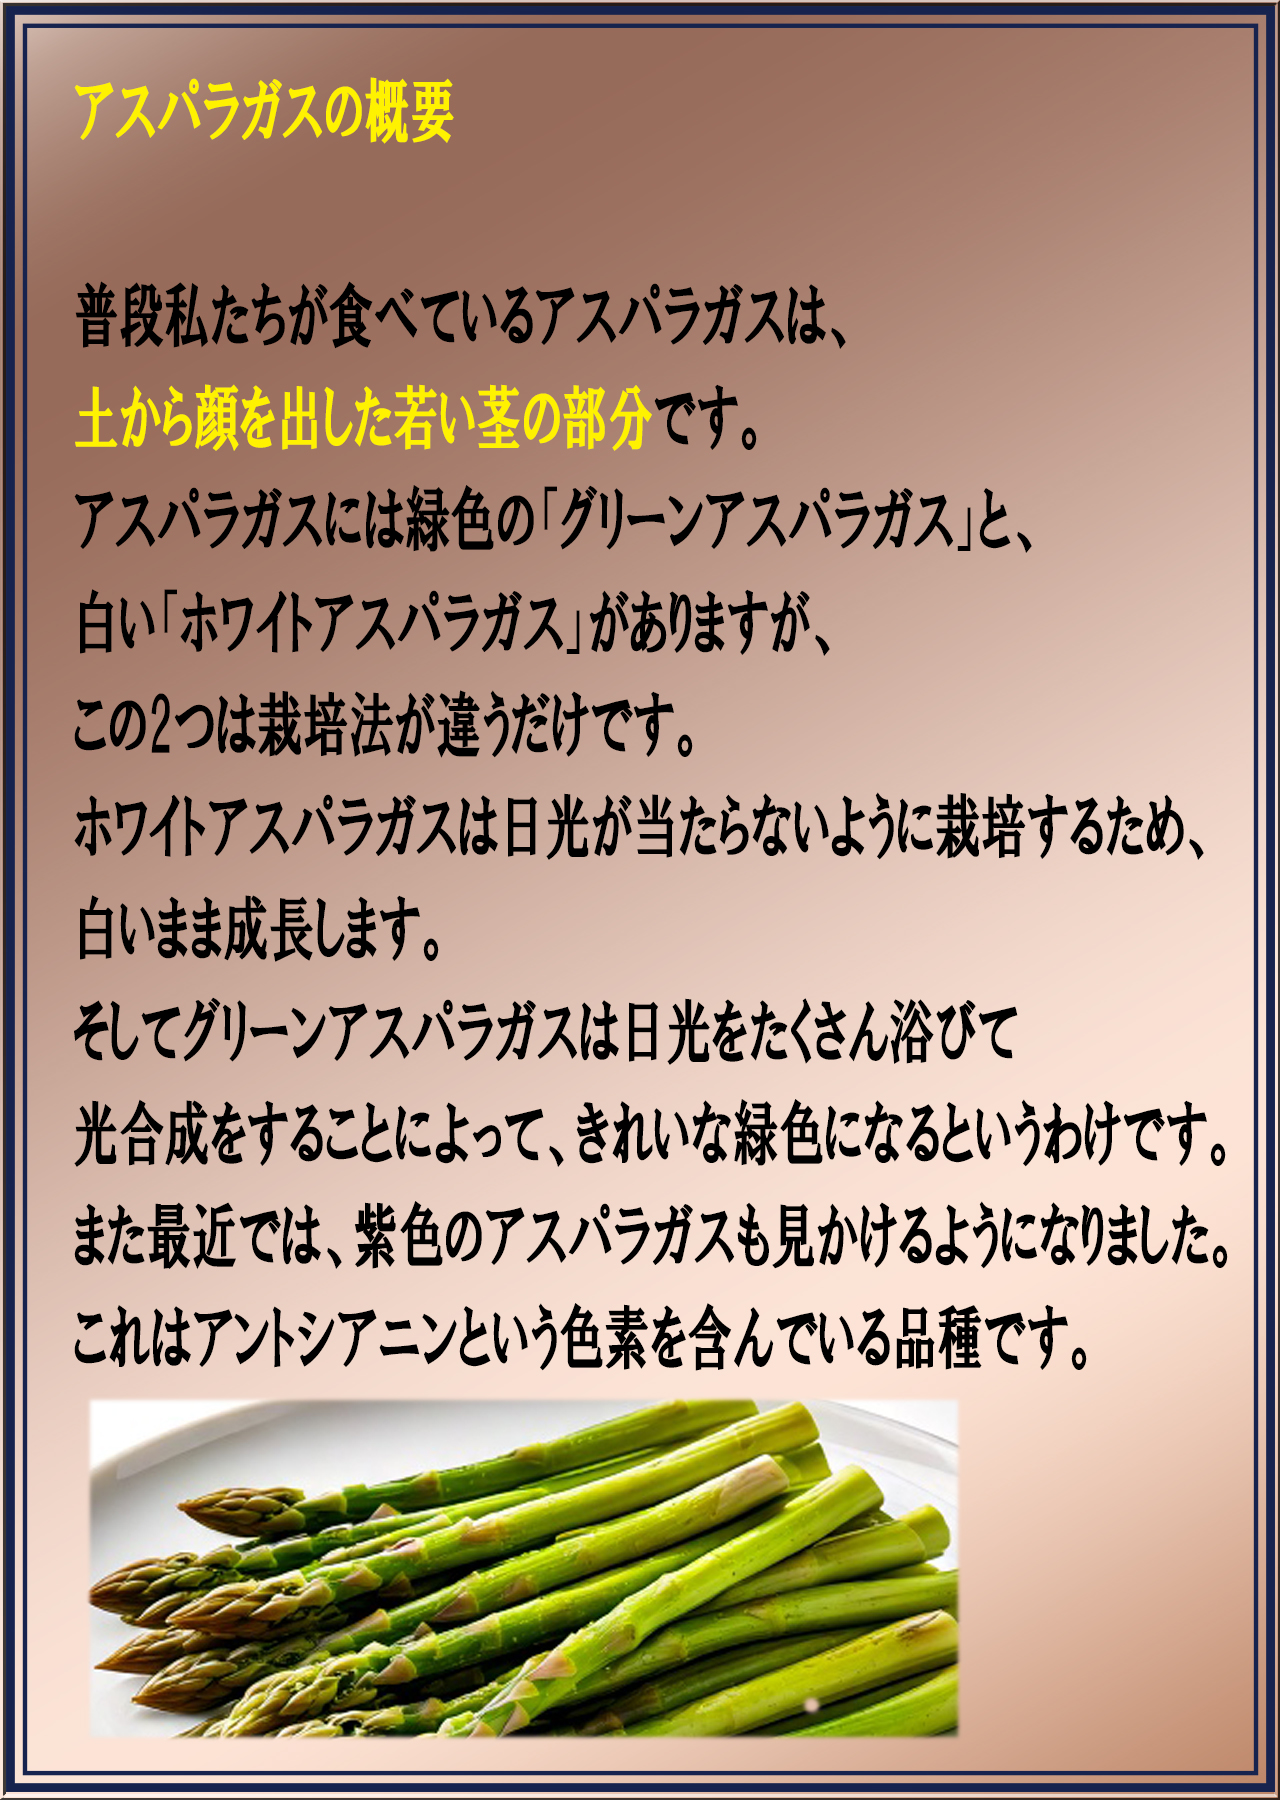 アスパラガスの概要
普段私たちが食べているアスパラガスは、
土から顔を出した若い茎の部分です。
アスパラガスには緑色の「グリーンアスパラガス」と、
白い「ホワイトアスパラガス」がありますが、
この2つは栽培法が違うだけです。
ホワイトアスパラガスは日光が当たらないように栽培するため、
白いまま成長します。
そしてグリーンアスパラガスは日光をたくさん浴びて
光合成をすることによって、きれいな緑色になるというわけです。
また最近では、紫色のアスパラガスも見かけるようになりました。
これはアントシアニンという色素を含んでいる品種です。